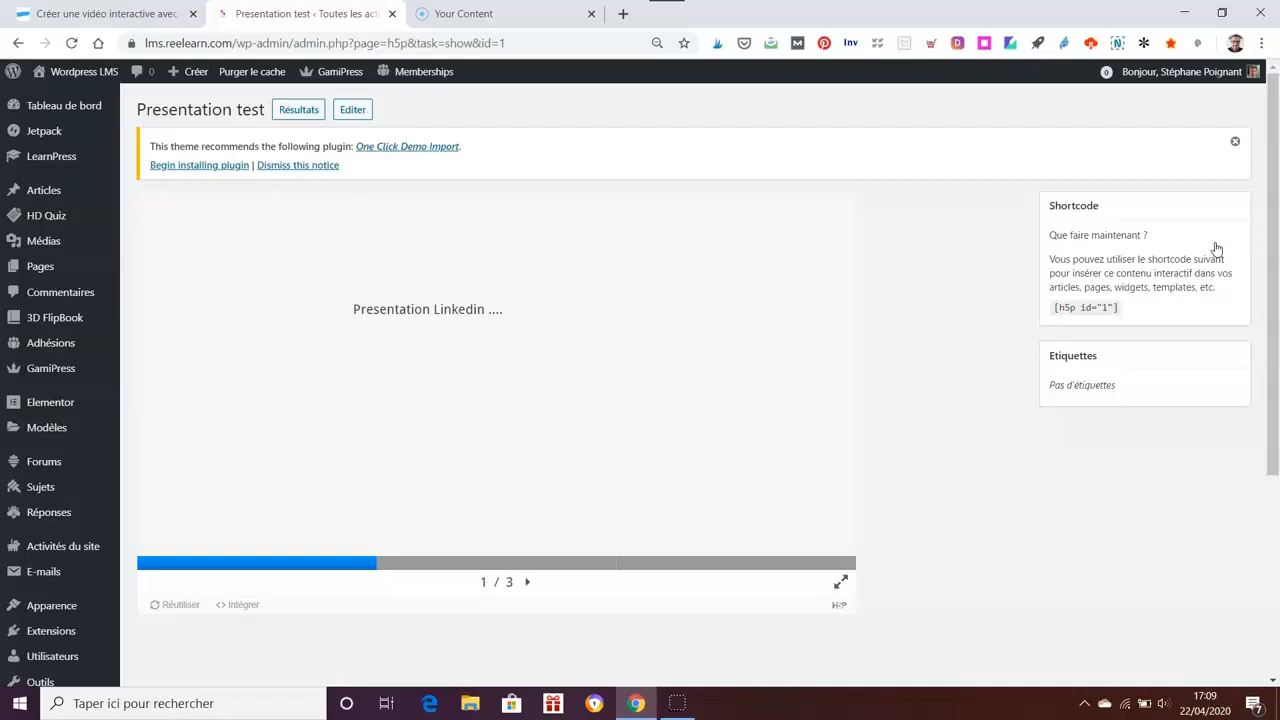 Créer une vidéo interactive avec
Presentation test ‹ Toutes les act
Your Content
lms.reelearn.com/wp-admin/admin.php?page=h5p&task=show&id=1
Inv
Wordpress LMS
0
Créer
Purger le cache
GamiPress
Memberships
0
Bonjour, Stéphane Poignant
Tableau de bord
Jetpack
LearnPress
Articles
HD Quiz
Médias
Pages
Commentaires
3D FlipBook
Adhésions
GamiPress
Elementor
Modèles
Forums
Sujets
Réponses
Activités du site
E-mails
Apparence
Extensions
Utilisateurs
Outils
Presentation test
Résultats
Editer
This theme recommends the following plugin: One Click Demo Import.
Begin installing plugin | Dismiss this notice
Presentation Linkedin ....
1 / 3
Réutiliser
<> Intégrer
H5P
Shortcode
Que faire maintenant ?
Vous pouvez utiliser le shortcode suivant
pour insérer ce contenu interactif dans vos
articles, pages, widgets, templates, etc.
[h5p id="1"]
Etiquettes
Pas d'étiquettes
Taper ici pour rechercher
17:09
22/04/2020
7